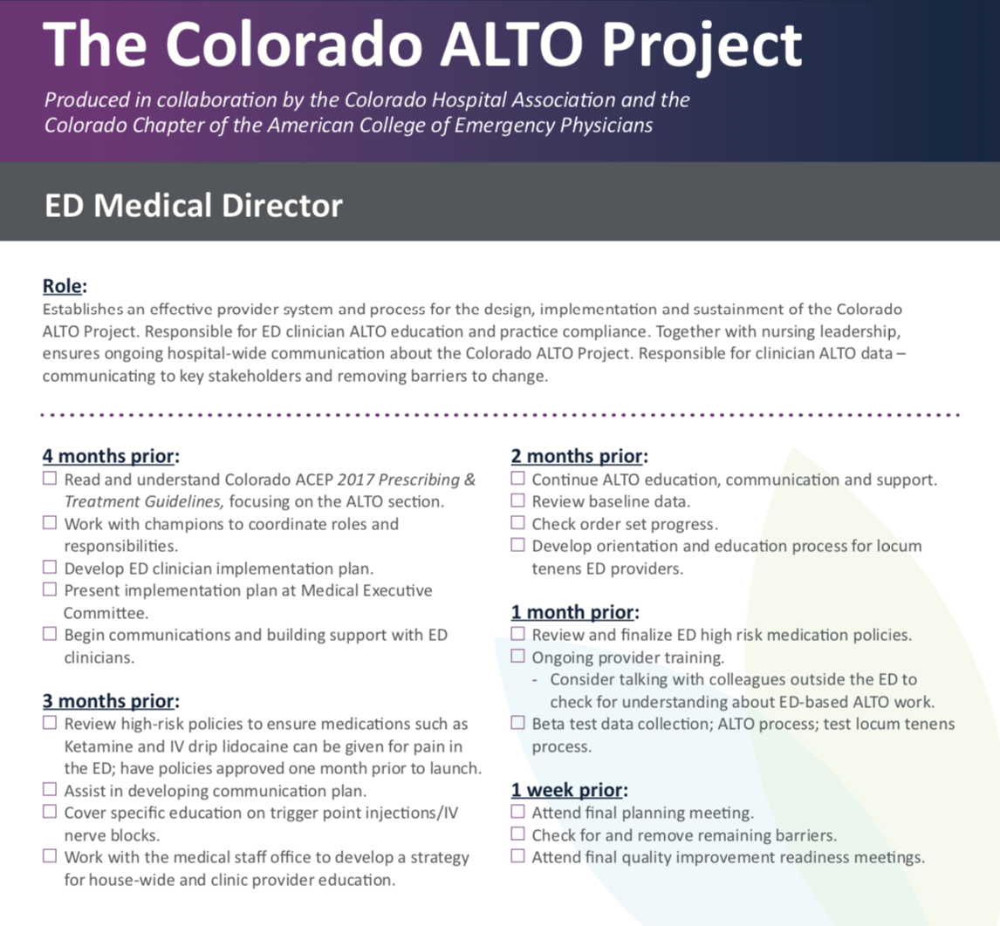 The Colorado ALTO Project
Produced in collaboration by the Colorado Hospital Association and the
Colorado Chapter of the American College of Emergency Physicians
ED Medical Director
Role:
Establishes an effective provider system and process for the design, implementation and sustainment of the Colorado
ALTO Project. Responsible for ED clinician ALTO education and practice compliance. Together with nursing leadership,
ensures ongoing hospital-wide communication about the Colorado ALTO Project. Responsible for clinician ALTO data –
communicating to key stakeholders and removing barriers to change.
4 months prior:
☐ Read and understand Colorado ACEP 2017 Prescribing &
Treatment Guidelines, focusing on the ALTO section.
☐ Work with champions to coordinate roles and
responsibilities.
☐ Develop ED clinician implementation plan.
☐ Present implementation plan at Medical Executive
Committee.
☐ Begin communications and building support with ED
clinicians.
3 months prior:
☐ Review high-risk policies to ensure medications such as
Ketamine and IV drip lidocaine can be given for pain in
the ED; have policies approved one month prior to launch.
☐ Assist in developing communication plan.
☐ Cover specific education on trigger point injections/IV
nerve blocks.
☐ Work with the medical staff office to develop a strategy
for house-wide and clinic provider education.
2 months prior:
☐ Continue ALTO education, communication and support.
☐ Review baseline data.
☐ Check order set progress.
☐ Develop orientation and education process for locum
tenens ED providers.
1 month prior:
☐ Review and finalize ED high risk medication policies.
☐ Ongoing provider training.
- Consider talking with colleagues outside the ED to
check for understanding about ED-based ALTO work.
☐ Beta test data collection; ALTO process; test locum tenens
process.
1 week prior:
☐ Attend final planning meeting.
☐ Check for and remove remaining barriers.
☐ Attend final quality improvement readiness meetings.